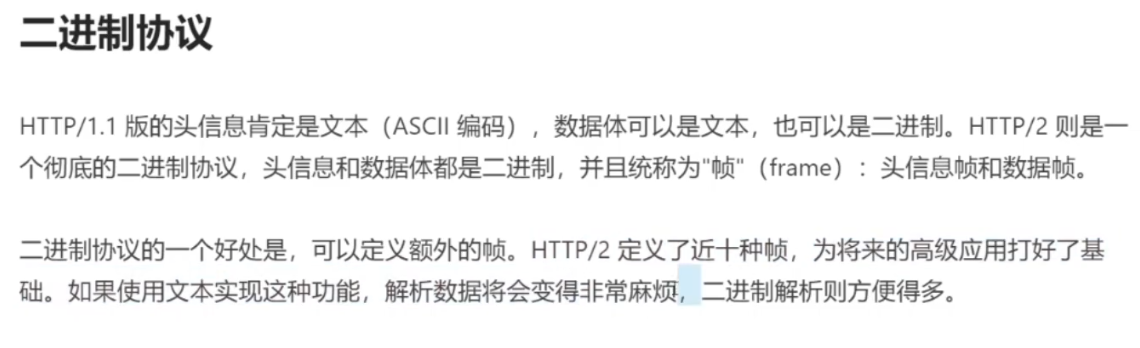 二进制协议
HTTP/1.1 版的头信息肯定是文本（ASCII 编码），数据体可以是文本，也可以是二进制。HTTP/2 则是一
个彻底的二进制协议，头信息和数据体都是二进制，并且统称为"帧"（frame）：头信息帧和数据帧。
二进制协议的一个好处是，可以定义额外的帧。HTTP/2 定义了近十种帧，为将来的高级应用打好了基
础。如果使用文本实现这种功能，解析数据将会变得非常麻烦，二进制解析则方便得多。